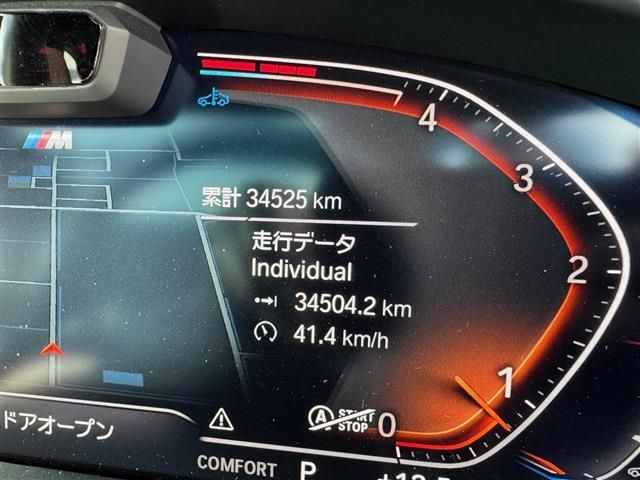 M
4
3
累計 34525 km
走行データ
2
Individual
34504.2 km
41.4 km/h
1
ドアオープン
A START STOP
0
COMFORT P